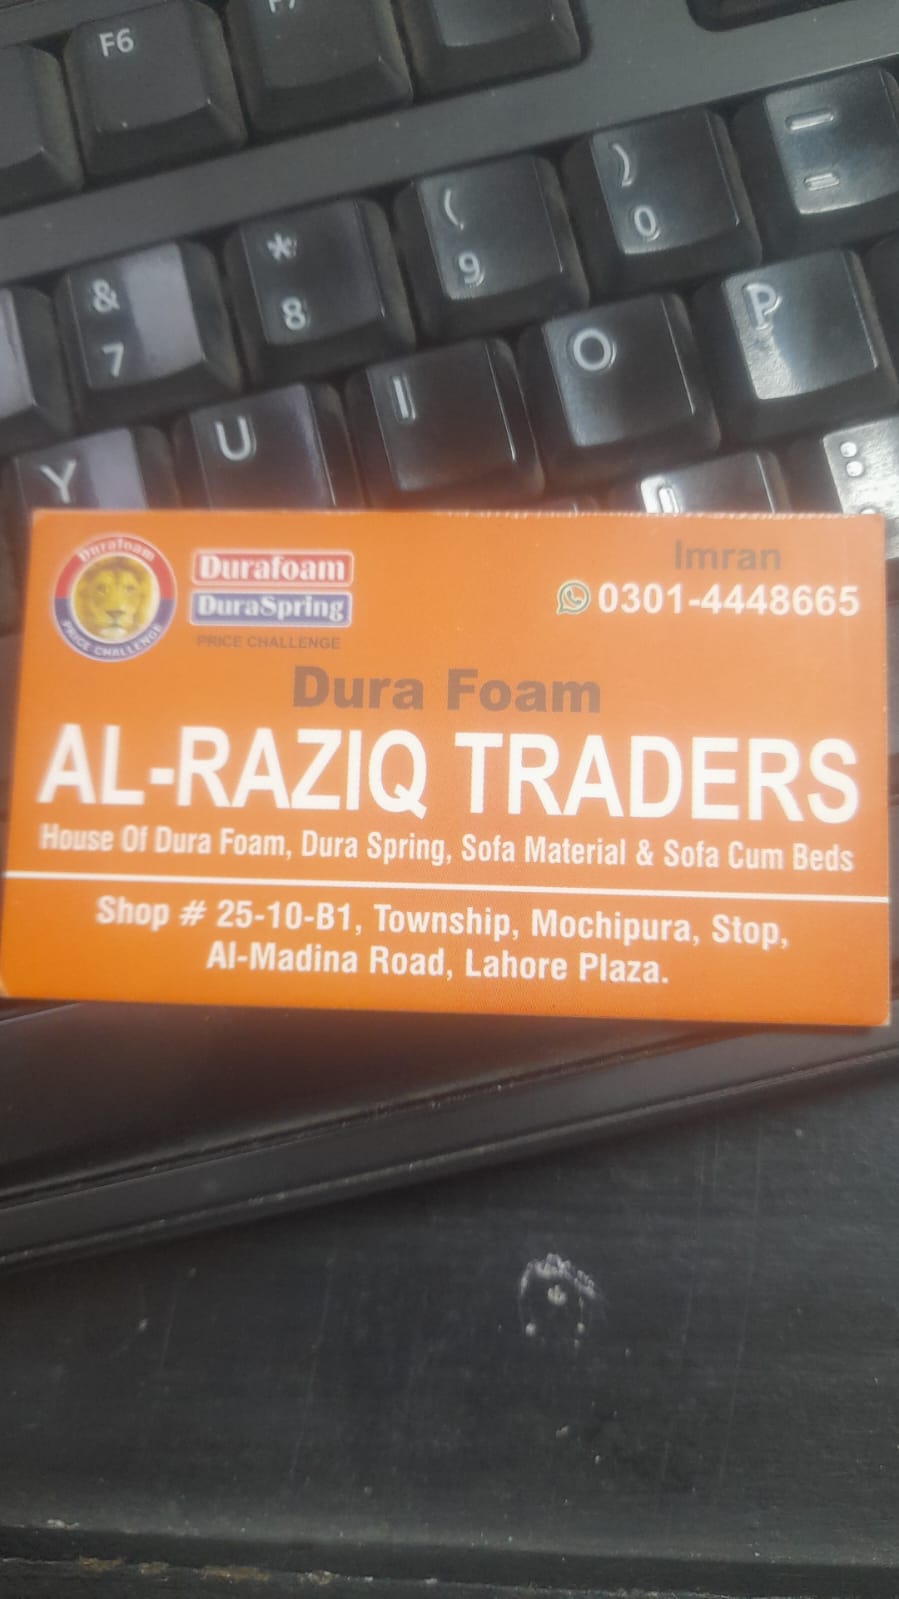 F6
F7
&
7
*
8
(
9
)
0
=
Y
U
I
O
P
Durafoam
PRICE CHALLENGE
Durafoam
DuraSpring
PRICE CHALLENGE
Imran
0301-4448665
Dura Foam
AL-RAZIQ TRADERS
House Of Dura Foam, Dura Spring, Sofa Material & Sofa Cum Beds
Shop # 25-10-B1, Township, Mochipura, Stop,
Al-Madina Road, Lahore Plaza.